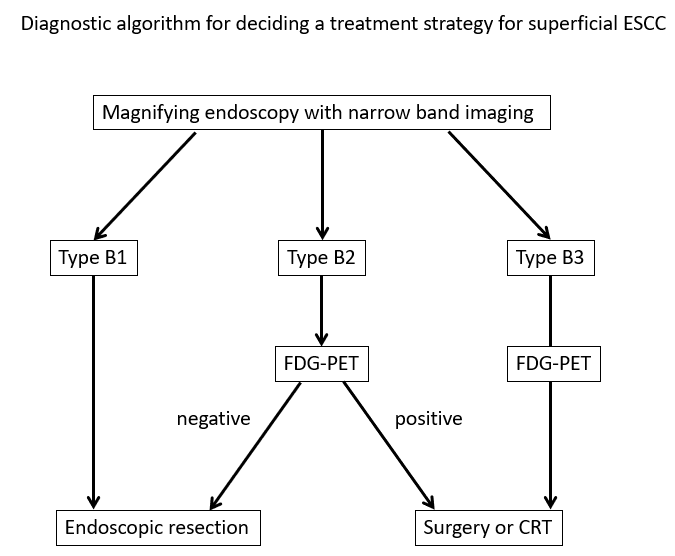 Diagnostic algorithm for deciding a treatment strategy for superficial ESCC
Magnifying endoscopy with narrow band imaging
Type B1
Type B2
Type B3
FDG-PET
FDG-PET
negative
positive
Endoscopic resection
Surgery or CRT